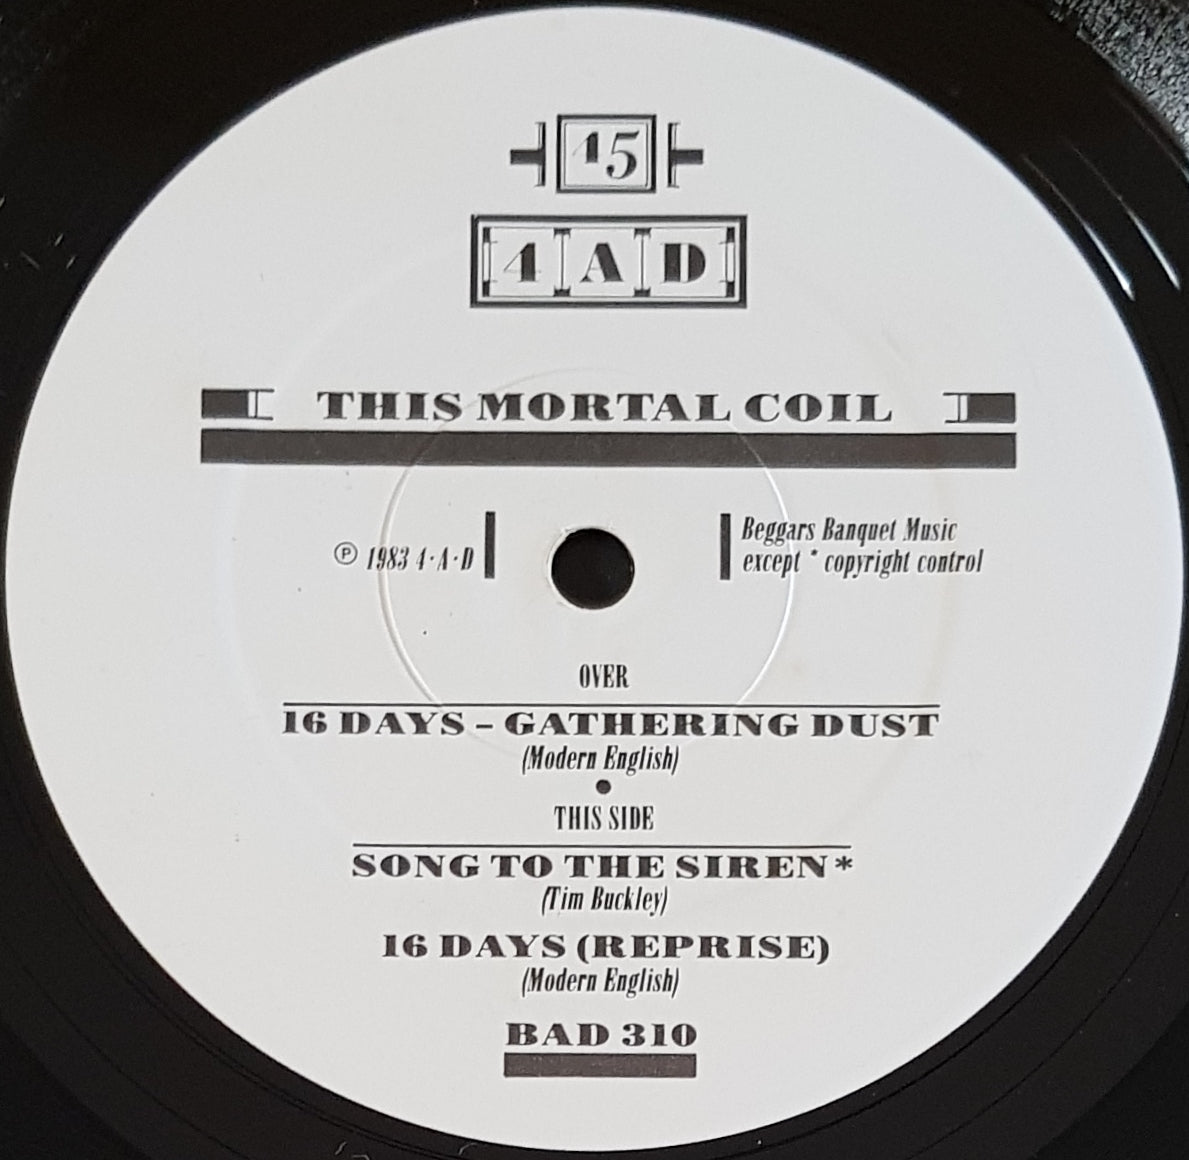 45
4AD
THIS MORTAL COIL
℗ 1983 4·A·D
Beggars Banquet Music
except * copyright control
OVER
16 DAYS – GATHERING DUST
(Modern English)
THIS SIDE
SONG TO THE SIREN*
(Tim Buckley)
16 DAYS (REPRISE)
(Modern English)
BAD 310